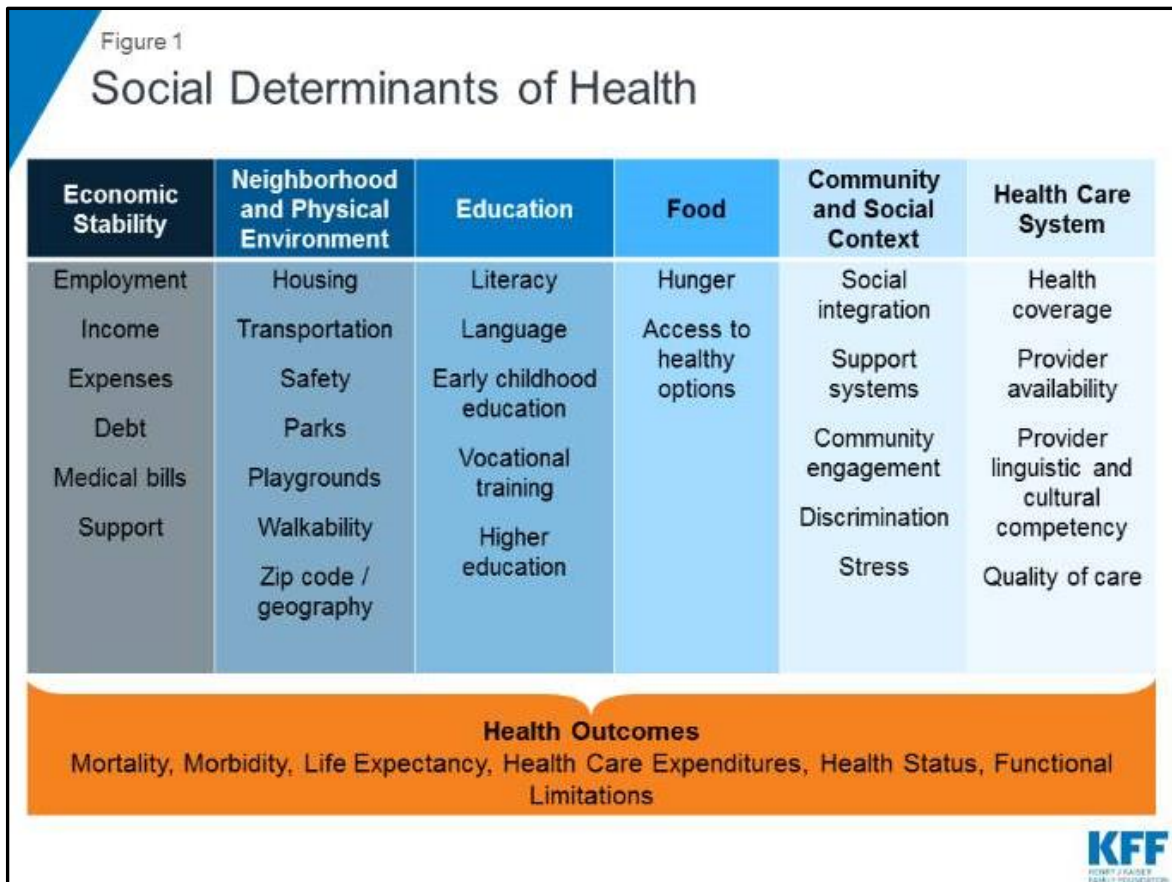 Figure 1
Social Determinants of Health
Economic
Stability
Employment
Income
Expenses
Debt
Medical bills
Support
Neighborhood
and Physical
Environment
Housing
Transportation
Safety
Parks
Playgrounds
Walkability
Zip code /
geography
Education
Literacy
Language
Early childhood
education
Vocational
training
Higher
education
Food
Hunger
Access to
healthy
options
Community
and Social
Context
Social
integration
Support
systems
Community
engagement
Discrimination
Stress
Health Care
System
Health
coverage
Provider
availability
Provider
linguistic and
cultural
competency
Quality of care
Health Outcomes
Mortality, Morbidity, Life Expectancy, Health Care Expenditures, Health Status, Functional
Limitations
KFF
HENRY J KAISER
FAMILY FOUNDATION